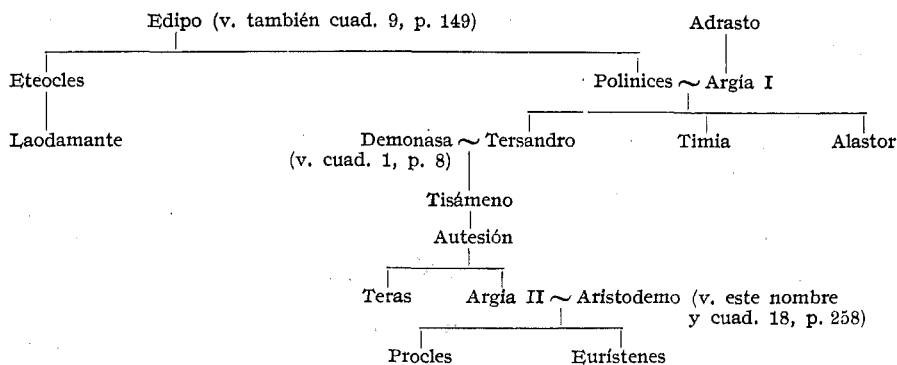 Edipo (v. también cuad. 9, p. 149) Adrasto
Eteocles Polinices ~ Argía I
Laodamante Demonasa ~ Tersandro Timia Alastor
(v. cuad. 1, p. 8)
Tisámeno
Autesión
Teras Argía II ~ Aristodemo (v. este nombre
y cuad. 18, p. 258)
Procles Eurístenes